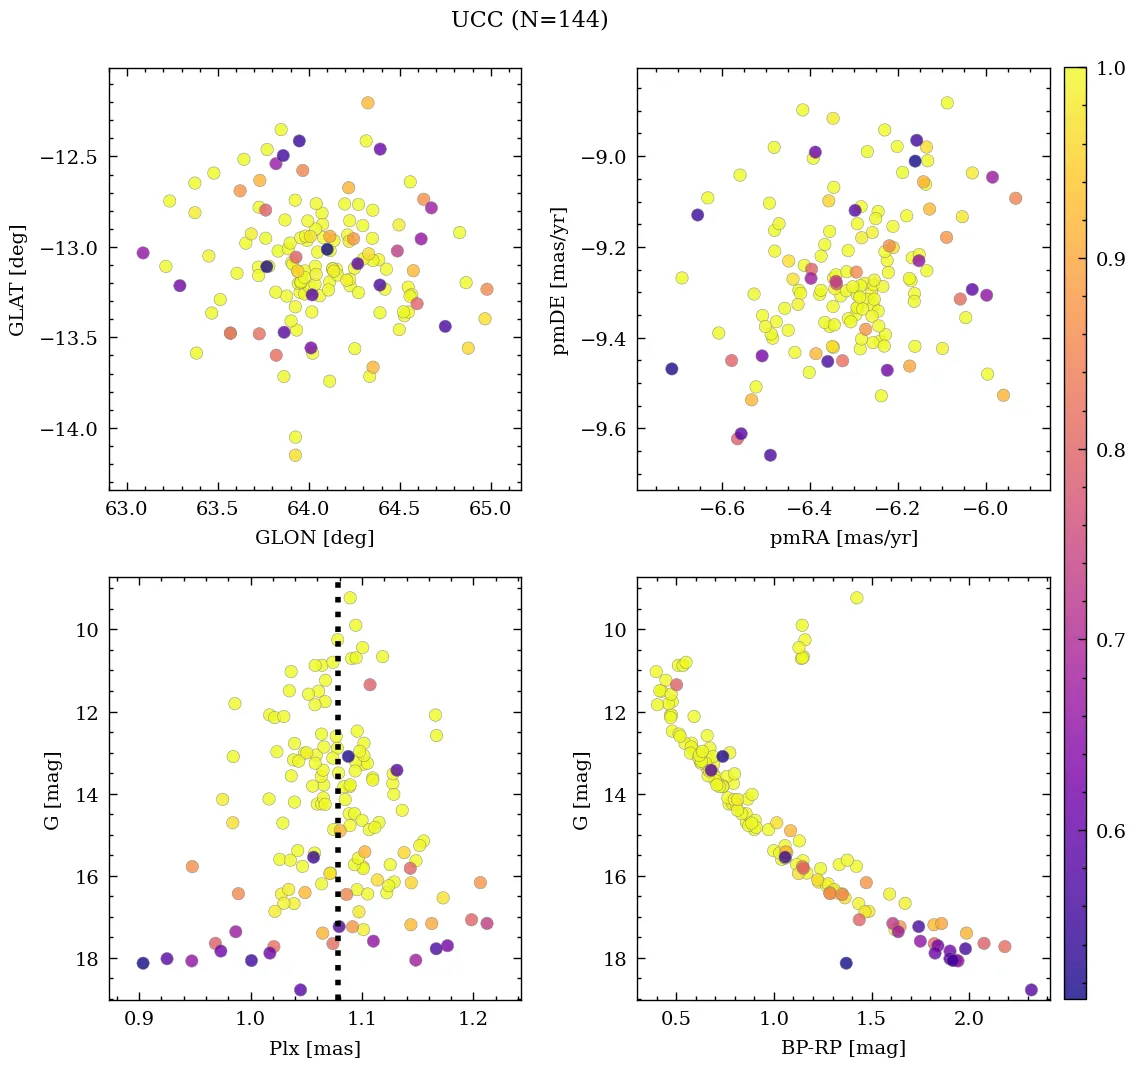 UCC (N=144)
−12.5
−13.0
−13.5
−14.0
GLAT [deg]
63.0 63.5 64.0 64.5 65.0
GLON [deg]
−9.0
−9.2
−9.4
−9.6
pmDE [mas/yr]
−6.6 −6.4 −6.2 −6.0
pmRA [mas/yr]
10
12
14
16
18
G [mag]
0.9 1.0 1.1 1.2
Plx [mas]
10
12
14
16
18
G [mag]
0.5 1.0 1.5 2.0
BP-RP [mag]
1.0
0.9
0.8
0.7
0.6